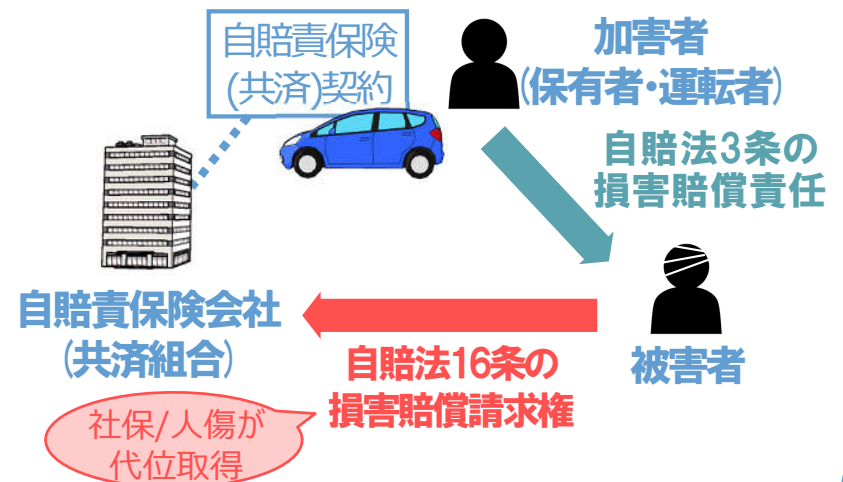 自賠責保険
(共済)契約
加害者
(保有者・運転者)
自賠法3条の
損害賠償責任
自賠責保険会社
(共済組合)
自賠法16条の
損害賠償請求権
被害者
社保/人傷が
代位取得